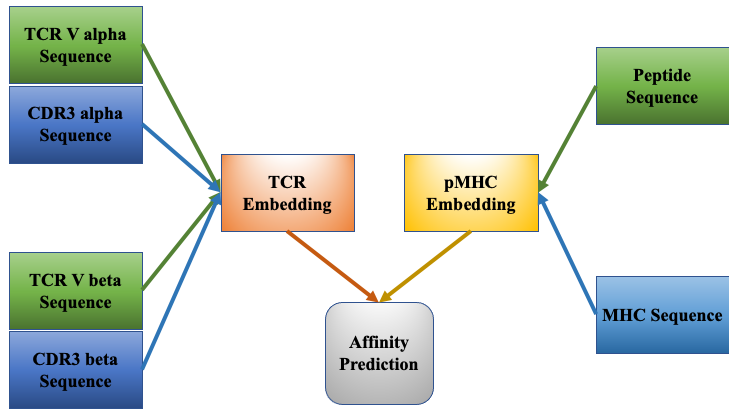 TCR V alpha
Sequence
CDR3 alpha
Sequence
TCR V beta
Sequence
CDR3 beta
Sequence
TCR
Embedding
pMHC
Embedding
Affinity
Prediction
Peptide
Sequence
MHC Sequence